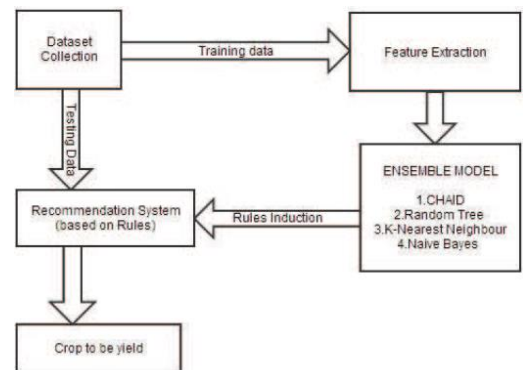 Dataset
Collection
Training data
Feature Extraction
Testing Data
ENSEMBLE MODEL
1.CHAID
2.Random Tree
3.K-Nearest Neighbour
4.Naive Bayes
Recommendation System
(based on Rules)
Rules Induction
Crop to be yield